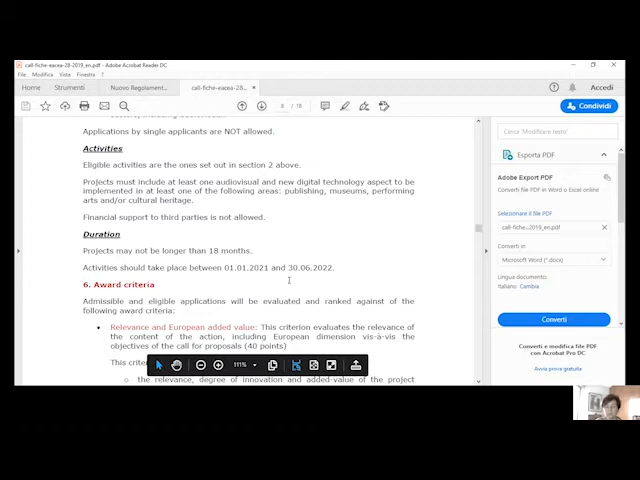 call-fiche-eacea-28-2019_en.pdf - Adobe Acrobat Reader DC
File Modifica Vista Finestra ?
Home Strumenti Nuovo Regolament... call-fiche-eacea-28... × Accedi
8 / 18 Condividi
Applications by single applicants are NOT allowed.
Activities
Eligible activities are the ones set out in section 2 above.
Projects must include at least one audiovisual and new digital technology aspect to be
implemented in at least one of the following areas: publishing, museums, performing
arts and/or cultural heritage.
Financial support to third parties is not allowed.
Duration
Projects may not be longer than 18 months.
Activities should take place between 01.01.2021 and 30.06.2022.
6. Award criteria
Admissible and eligible applications will be evaluated and ranked against of the
following award criteria:
• Relevance and European added value: This criterion evaluates the relevance of
the content of the action, including European dimension vis-à-vis the
objectives of the call for proposals (40 points)
This crite
111%
o the relevance, degree of innovation and added-value of the project
Cerca 'Modificare testo'
Esporta PDF
Adobe Export PDF
Converti file PDF in Word o Excel online
Selezionare il file PDF
call-fiche...2019_en.pdf ×
Converti in
Microsoft Word (*.docx)
Lingua documento:
Italiano Cambia
Converti
Converti e modifica file PDF
con Acrobat Pro DC
Avvia prova gratuita